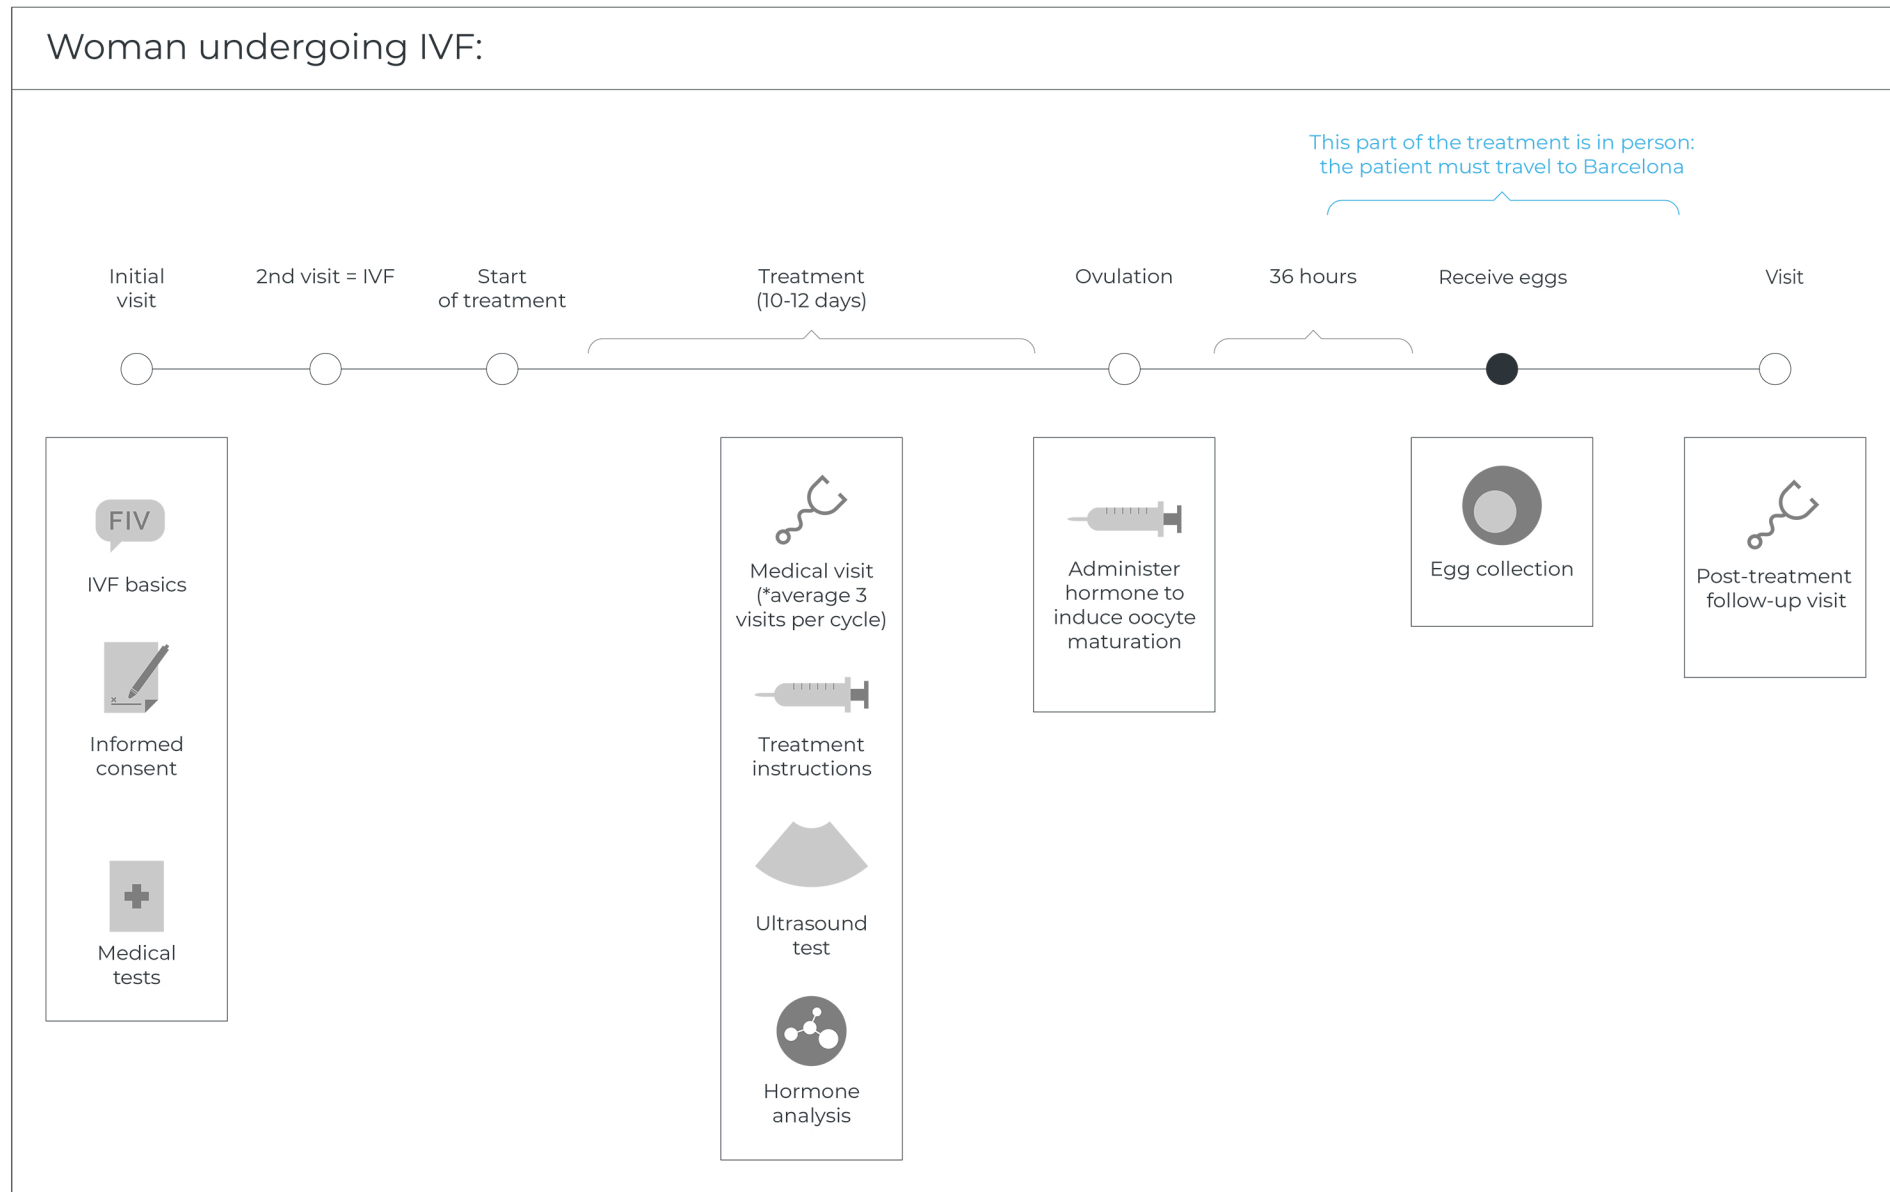 Woman undergoing IVF:
This part of the treatment is in person:
the patient must travel to Barcelona
Initial
visit
2nd visit = IVF
Start
of treatment
Treatment
(10-12 days)
Ovulation
36 hours
Receive eggs
Visit
FIV
IVF basics
Informed
consent
Medical
tests
Medical visit
(*average 3
visits per cycle)
Treatment
instructions
Ultrasound
test
Hormone
analysis
Administer
hormone to
induce oocyte
maturation
Egg collection
Post-treatment
follow-up visit